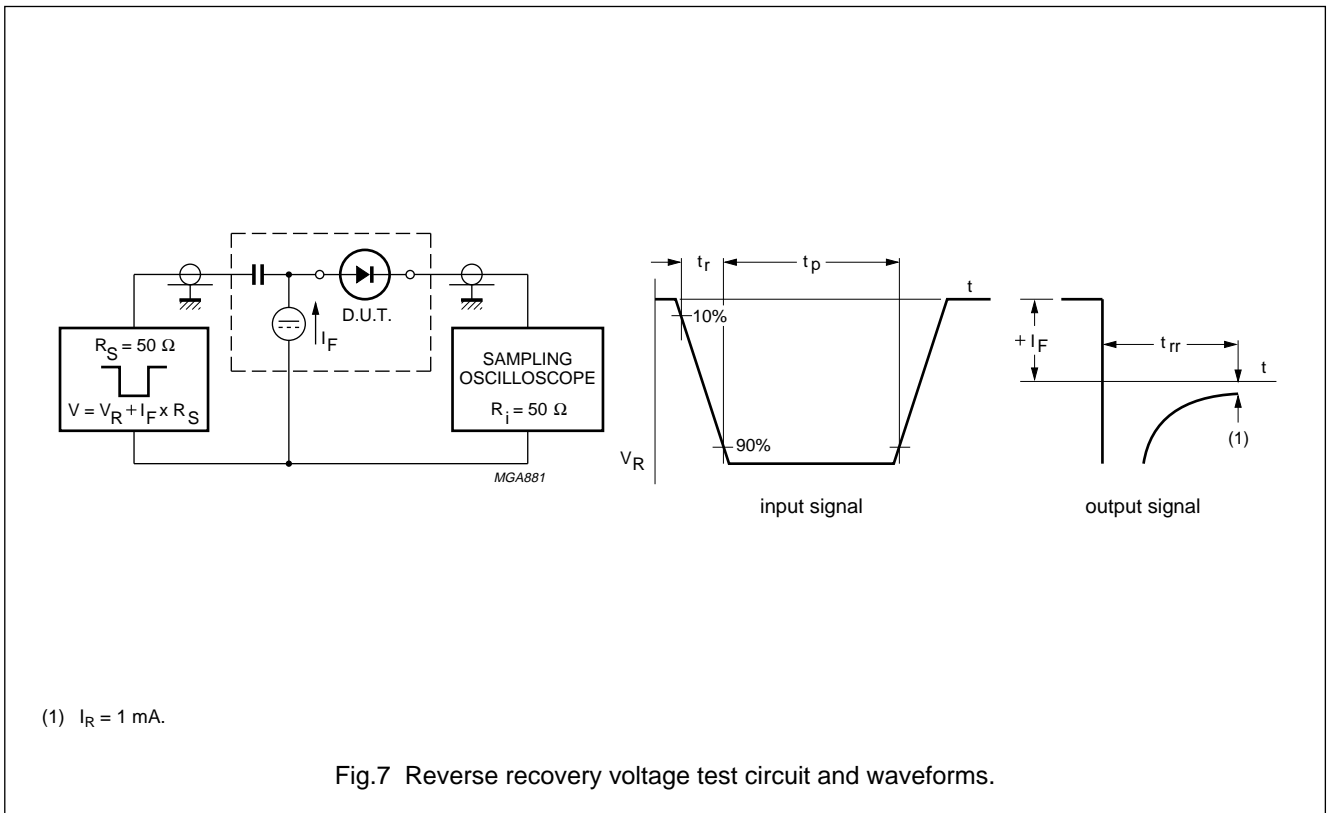 R_S = 50 Ω
V = V_R + I_F x R_S
I_F
D.U.T.
SAMPLING
OSCILLOSCOPE
R_i = 50 Ω
MGA881
t_r
t_p
t
10%
90%
V_R
input signal
+ I_F
t_rr
t
(1)
output signal
(1) I_R = 1 mA.
Fig.7 Reverse recovery voltage test circuit and waveforms.